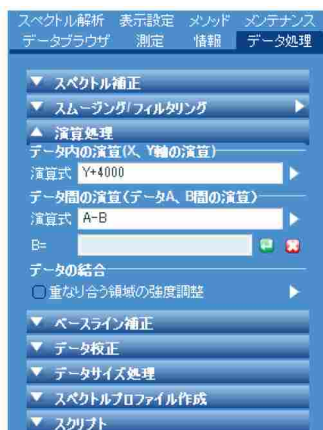 スペクトル解析 表示設定 メソッド メンテナンス
データブラウザ 測定 情報 データ処理
スペクトル補正
スムージング/フィルタリング
演算処理
データ内の演算(X、Y軸の演算)
演算式 Y+4000
データ間の演算(データA、B間の演算)
演算式 A-B
B=
データの結合
重なり合う領域の強度調整
ベースライン補正
データ校正
データサイズ処理
スペクトルプロファイル作成
スクリプト